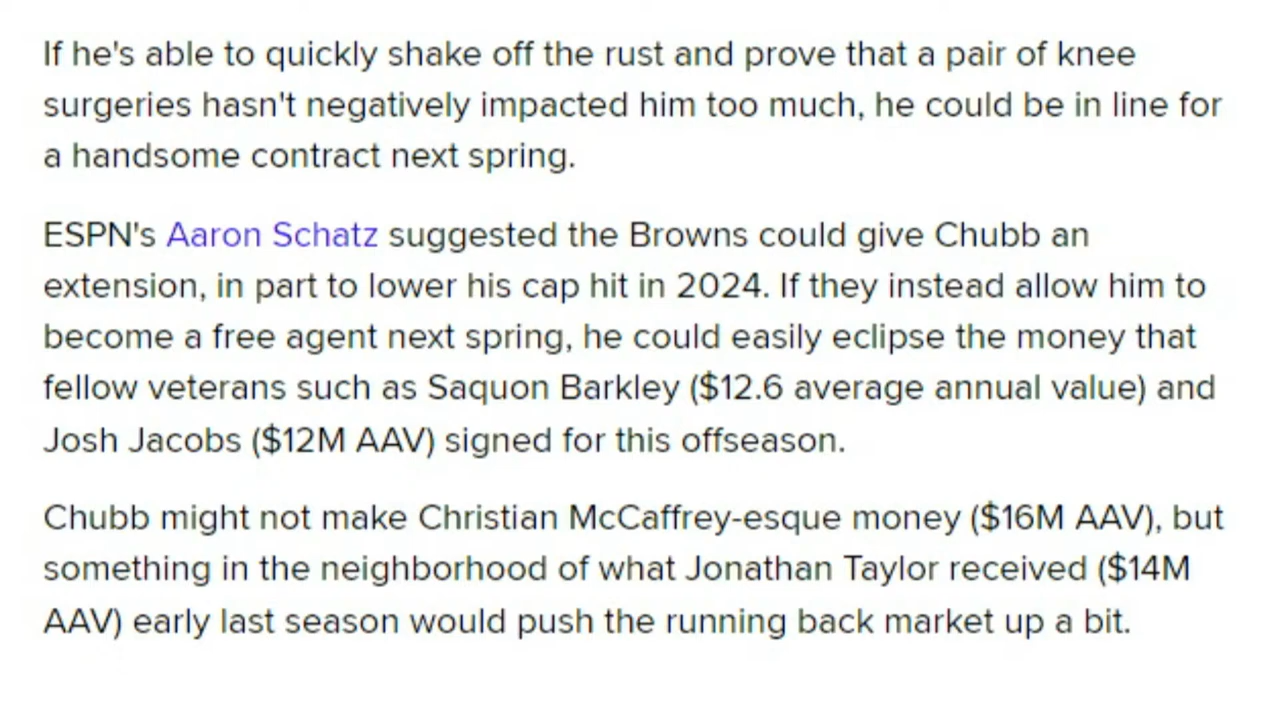 If he's able to quickly shake off the rust and prove that a pair of knee
surgeries hasn't negatively impacted him too much, he could be in line for
a handsome contract next spring.
ESPN's Aaron Schatz suggested the Browns could give Chubb an
extension, in part to lower his cap hit in 2024. If they instead allow him to
become a free agent next spring, he could easily eclipse the money that
fellow veterans such as Saquon Barkley ($12.6 average annual value) and
Josh Jacobs ($12M AAV) signed for this offseason.
Chubb might not make Christian McCaffrey-esque money ($16M AAV), but
something in the neighborhood of what Jonathan Taylor received ($14M
AAV) early last season would push the running back market up a bit.